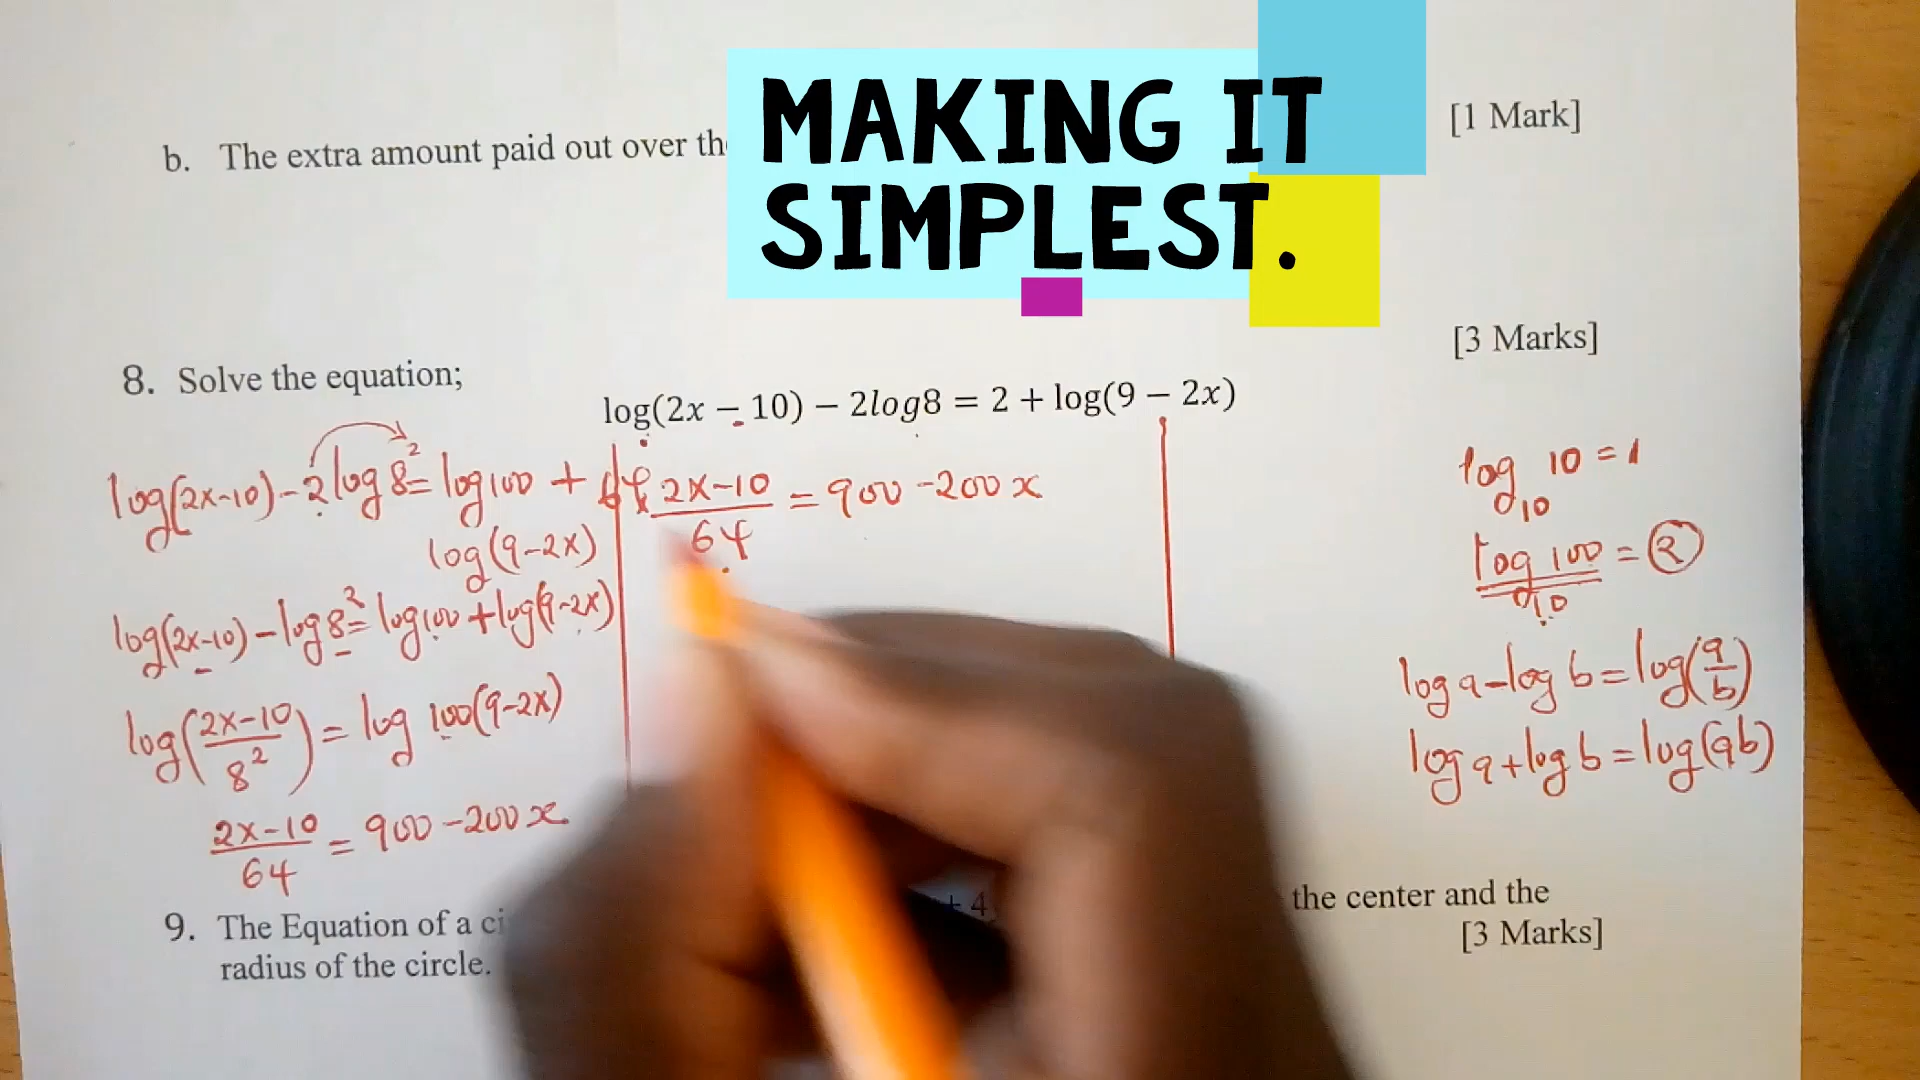 MAKING IT
SIMPLEST.
b. The extra amount paid out over
[1 Mark]
[3 Marks]
8. Solve the equation;
log(2x − 10) − 2log8 = 2 + log(9 − 2x)
log(2x-10) - 2log8² = log100 +
log(9-2x)
log(2x-10) - log8² = log100 + log(9-2x)
log((2x-10)/8²) = log 100(9-2x)
(2x-10)/64 = 900 - 200x
64x (2x-10)/64 = 900 - 200x
log₁₀ 10 = 1
log₁₀ 100 = 2
log a - log b = log(a/b)
log a + log b = log(ab)
9. The Equation of a
+ 4
the center and the
radius of the circle.
[3 Marks]